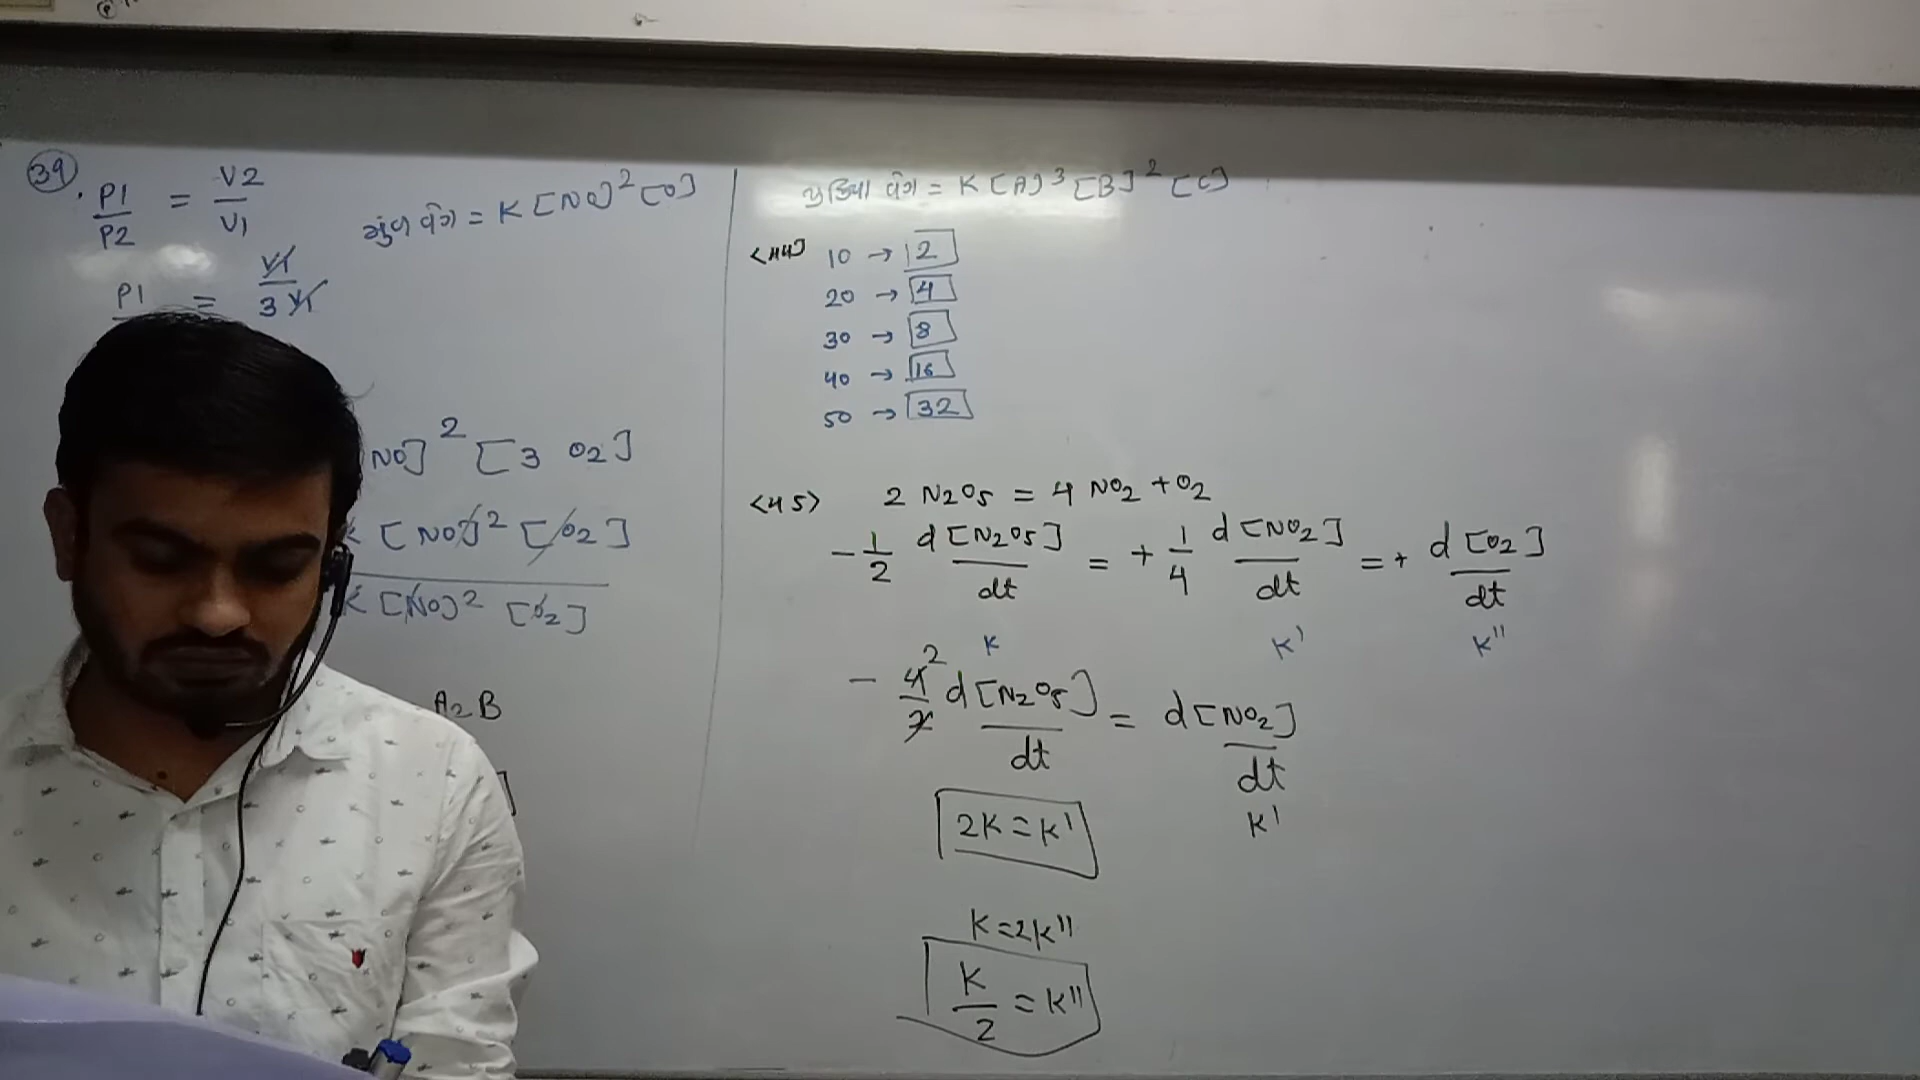 39. P1/P2 = V2/V1
મુળ વેગ = K [NO]² [O]
P1 = V1/3 V1
NO]² [3 O2]
K [NO]² [O2]
K [NO]² [O2]
A2B
]
પ્રક્રિયા વેગ = K [A]³ [B]² [C]
<44>
10 → 2
20 → 4
30 → 8
40 → 16
50 → 32
<45> 2 N2O5 = 4 NO2 + O2
-1/2 d[N2O5]/dt = +1/4 d[NO2]/dt = + d[O2]/dt
K K' K''
- 4/2 2 d[N2O5]/dt = d[NO2]/dt
K'
2K = K'
K = 2K''
K/2 = K''